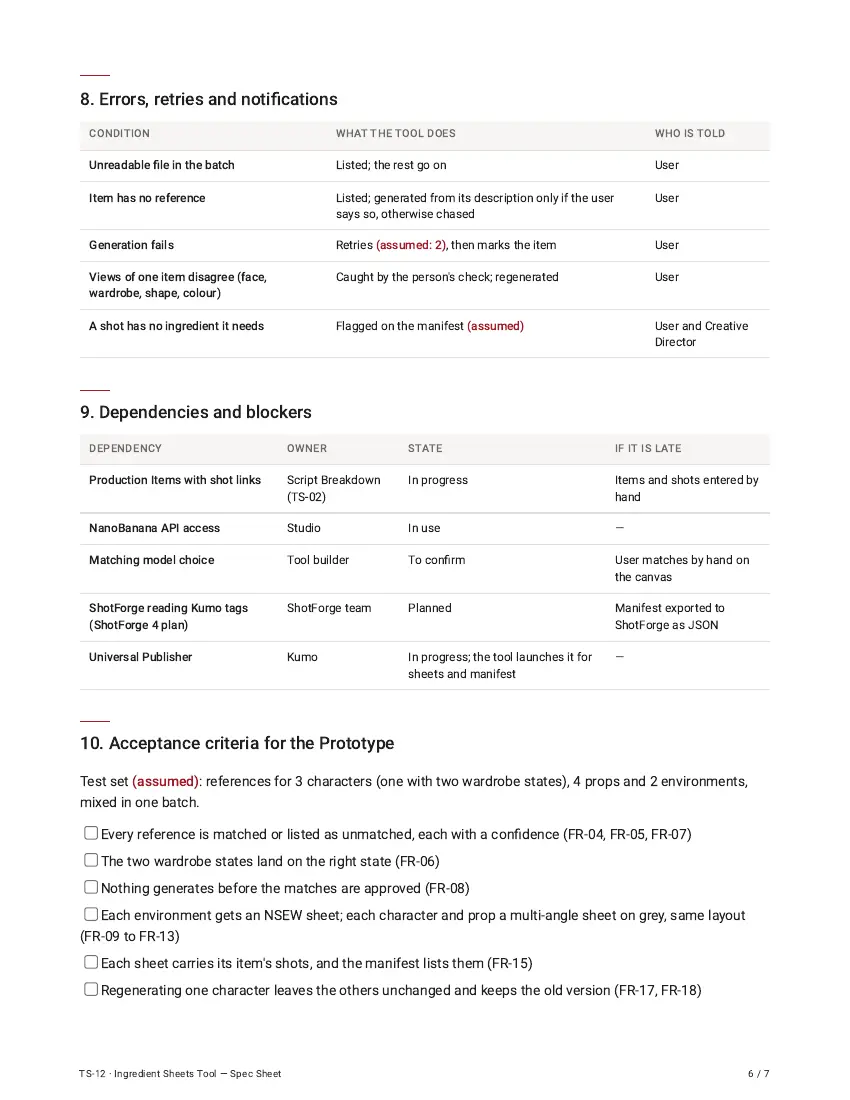 8. Errors, retries and notifications
CONDITION WHAT THE TOOL DOES WHO IS TOLD
Unreadable file in the batch Listed; the rest go on User
Item has no reference Listed; generated from its description only if the user User
says so, otherwise chased
Generation fails Retries (assumed: 2), then marks the item User
Views of one item disagree (face, Caught by the person's check; regenerated User
wardrobe, shape, colour)
A shot has no ingredient it needs Flagged on the manifest (assumed) User and Creative
Director
9. Dependencies and blockers
DEPENDENCY OWNER STATE IF IT IS LATE
Production Items with shot links Script Breakdown In progress Items and shots entered by
(TS-02) hand
NanoBanana API access Studio In use —
Matching model choice Tool builder To confirm User matches by hand on
the canvas
ShotForge reading Kumo tags ShotForge team Planned Manifest exported to
(ShotForge 4 plan) ShotForge as JSON
Universal Publisher Kumo In progress; the tool launches it for —
sheets and manifest
10. Acceptance criteria for the Prototype
Test set (assumed): references for 3 characters (one with two wardrobe states), 4 props and 2 environments,
mixed in one batch.
Every reference is matched or listed as unmatched, each with a confidence (FR-04, FR-05, FR-07)
The two wardrobe states land on the right state (FR-06)
Nothing generates before the matches are approved (FR-08)
Each environment gets an NSEW sheet; each character and prop a multi-angle sheet on grey, same layout
(FR-09 to FR-13)
Each sheet carries its item's shots, and the manifest lists them (FR-15)
Regenerating one character leaves the others unchanged and keeps the old version (FR-17, FR-18)
TS-12 · Ingredient Sheets Tool — Spec Sheet 6 / 7